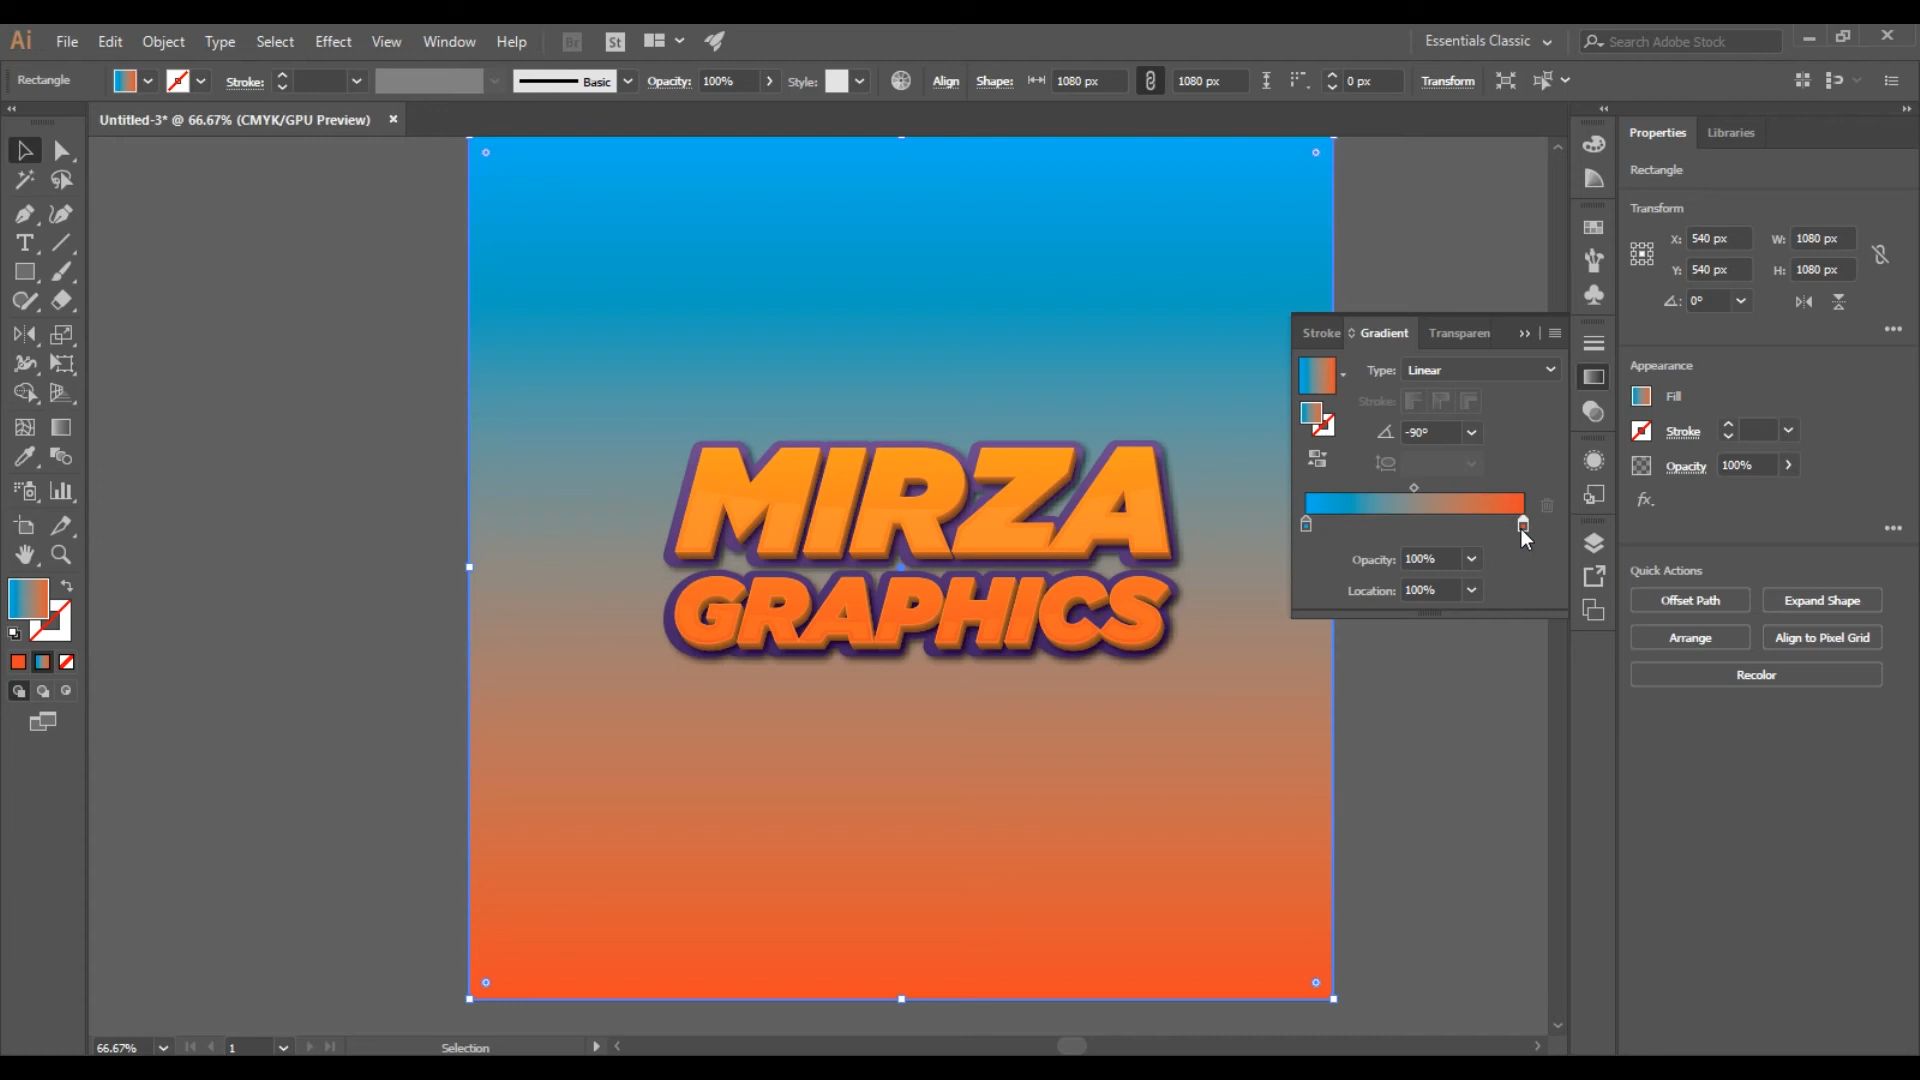 Ai File Edit Object Type Select Effect View Window Help Br St Essentials Classic Search Adobe Stock
Rectangle Stroke: Basic Opacity: 100% Style: Align Shape: 1080 px 1080 px 0 px Transform
Untitled-3* @ 66.67% (CMYK/GPU Preview) ×
Properties Libraries
Rectangle
Transform
X: 540 px W: 1080 px
Y: 540 px H: 1080 px
0°
Stroke Gradient Transparen
Type: Linear
Stroke:
-90°
Opacity: 100%
Location: 100%
Appearance
Fill
Stroke
Opacity 100%
fx.
Quick Actions
Offset Path Expand Shape
Arrange Align to Pixel Grid
Recolor
MIRZA
GRAPHICS
66.67% 1 Selection